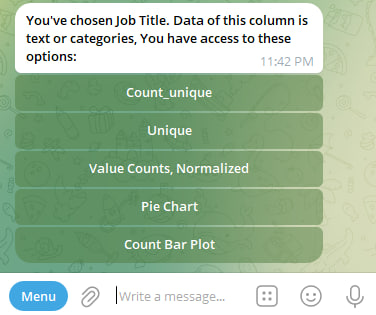 You've chosen Job Title. Data of this column is
text or categories, You have access to these
options:
11:42 PM
Count_unique
Unique
Value Counts, Normalized
Pie Chart
Count Bar Plot
Menu
Write a message...